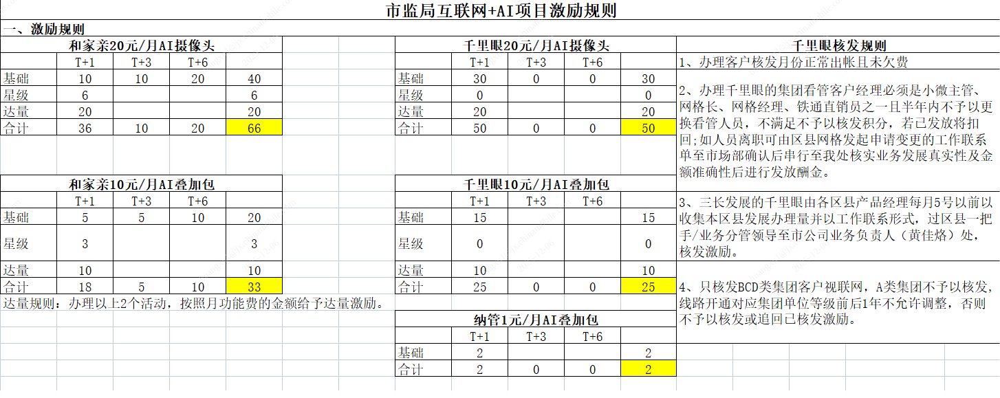 市监局互联网+AI项目激励规则
一、激励规则
和家亲20元/月AI摄像头
T+1 T+3 T+6
基础 10 10 20 40
星级 6 6
达量 20 20
合计 36 10 20 66
千里眼20元/月AI摄像头
T+1 T+3 T+6
基础 30 0 0 30
星级 0 0
达量 20 20
合计 50 0 0 50
和家亲10元/月AI叠加包
T+1 T+3 T+6
基础 5 5 10 20
星级 3 3
达量 10 10
合计 18 5 10 33
达量规则：办理以上2个活动，按照月功能费的金额给予达量激励。
千里眼10元/月AI叠加包
T+1 T+3 T+6
基础 15 15
星级 0 0
达量 10 10
合计 25 0 0 25
纳管1元/月AI叠加包
T+1 T+3 T+6
基础 2 2
合计 2 0 0 2
千里眼核发规则
1、办理客户核发月份正常出帐且未欠费
2、办理千里眼的集团看管客户经理必须是小微主管、
网格长、网格经理、铁通直销员之一且半年内不予以更
换看管人员，不满足不予以核发积分，若已发放将扣
回;如人员离职可由区县网格发起申请变更的工作联系
单至市场部确认后串行至我处核实业务发展真实性及金
额准确性后进行发放酬金。
3、三长发展的千里眼由各区县产品经理每月5号以前以
收集本区县发展办理量并以工作联系形式，过区县一把
手/业务分管领导至市公司业务负责人（黄佳烙）处，
核发激励。
4、只核发BCD类集团客户视联网，A类集团不予以核发，
线路开通对应集团单位等级前后1年不允许调整，否则
不予以核发或追回已核发激励。